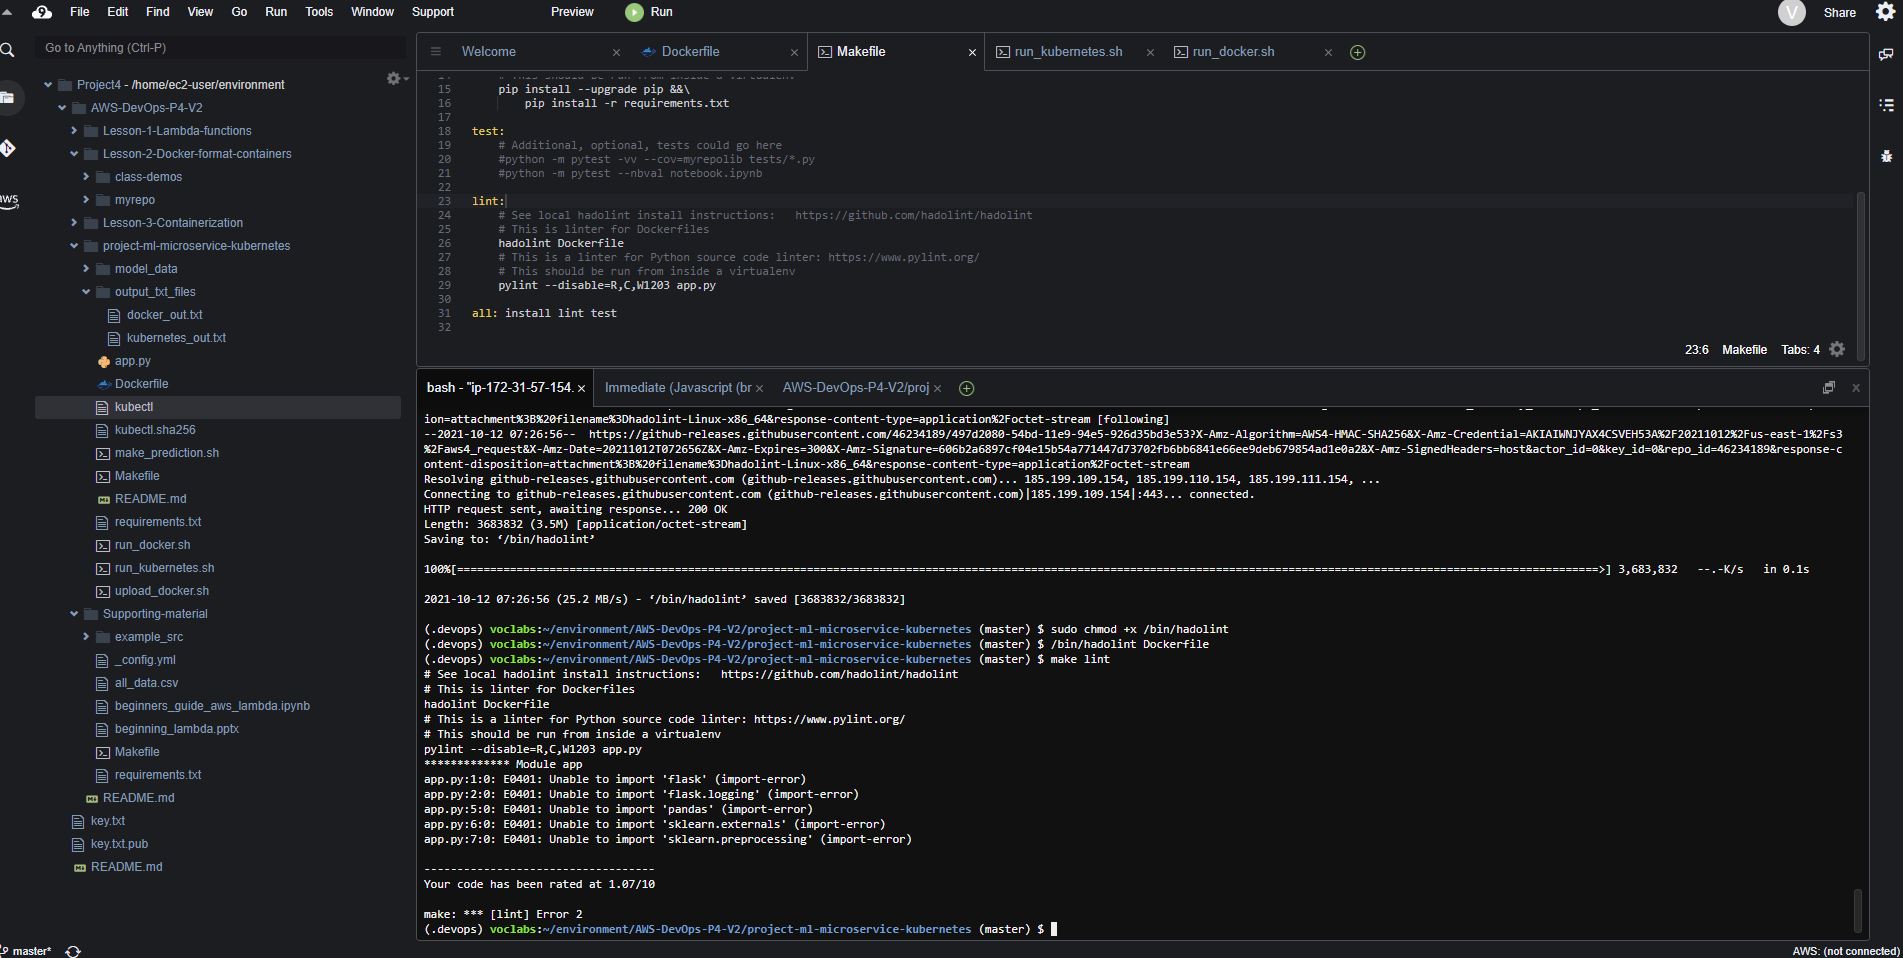 File Edit Find View Go Run Tools Window Support Preview Run V Share
Go to Anything (Ctrl-P)
Project4 - /home/ec2-user/environment
AWS-DevOps-P4-V2
Lesson-1-Lambda-functions
Lesson-2-Docker-format-containers
class-demos
myrepo
Lesson-3-Containerization
project-ml-microservice-kubernetes
model_data
output_txt_files
docker_out.txt
kubernetes_out.txt
app.py
Dockerfile
kubectl
kubectl.sha256
make_prediction.sh
Makefile
README.md
requirements.txt
run_docker.sh
run_kubernetes.sh
upload_docker.sh
Supporting-material
example_src
_config.yml
all_data.csv
beginners_guide_aws_lambda.ipynb
beginning_lambda.pptx
Makefile
requirements.txt
README.md
key.txt
key.txt.pub
README.md
aws
master*
Welcome Dockerfile Makefile run_kubernetes.sh run_docker.sh
14 # This should be run from inside a virtualenv
15 pip install --upgrade pip &&\
16 pip install -r requirements.txt
17
18 test:
19 # Additional, optional, tests could go here
20 #python -m pytest -vv --cov=myrepolib tests/*.py
21 #python -m pytest --nbval notebook.ipynb
22
23 lint:
24 # See local hadolint install instructions:   https://github.com/hadolint/hadolint
25 # This is linter for Dockerfiles
26 hadolint Dockerfile
27 # This is a linter for Python source code linter: https://www.pylint.org/
28 # This should be run from inside a virtualenv
29 pylint --disable=R,C,W1203 app.py
30
31 all: install lint test
32
23:6 Makefile Tabs: 4
bash - "ip-172-31-57-154. Immediate (Javascript (br AWS-DevOps-P4-V2/proj
ion=attachment%3B%20filename%3Dhadolint-Linux-x86_64&response-content-type=application%2Foctet-stream [following]
--2021-10-12 07:26:56--  https://github-releases.githubusercontent.com/46234189/497d2080-54bd-11e9-94e5-926d35bd3e53?X-Amz-Algorithm=AWS4-HMAC-SHA256&X-Amz-Credential=AKIAIWNJYAX4CSVEH53A%2F20211012%2Fus-east-1%2Fs3
%2Faws4_request&X-Amz-Date=20211012T072656Z&X-Amz-Expires=300&X-Amz-Signature=606b2a6897cf04e15b54a771447d73702fb6bb6841e66ee9deb679854ad1e0a2&X-Amz-SignedHeaders=host&actor_id=0&key_id=0&repo_id=46234189&response-c
ontent-disposition=attachment%3B%20filename%3Dhadolint-Linux-x86_64&response-content-type=application%2Foctet-stream
Resolving github-releases.githubusercontent.com (github-releases.githubusercontent.com)... 185.199.109.154, 185.199.110.154, 185.199.111.154, ...
Connecting to github-releases.githubusercontent.com (github-releases.githubusercontent.com)|185.199.109.154|:443... connected.
HTTP request sent, awaiting response... 200 OK
Length: 3683832 (3.5M) [application/octet-stream]
Saving to: ‘/bin/hadolint’
100%[======================================================================>] 3,683,832   --.-K/s   in 0.1s
2021-10-12 07:26:56 (25.2 MB/s) - ‘/bin/hadolint’ saved [3683832/3683832]
(.devops) voclabs:~/environment/AWS-DevOps-P4-V2/project-ml-microservice-kubernetes (master) $ sudo chmod +x /bin/hadolint
(.devops) voclabs:~/environment/AWS-DevOps-P4-V2/project-ml-microservice-kubernetes (master) $ /bin/hadolint Dockerfile
(.devops) voclabs:~/environment/AWS-DevOps-P4-V2/project-ml-microservice-kubernetes (master) $ make lint
# See local hadolint install instructions:   https://github.com/hadolint/hadolint
# This is linter for Dockerfiles
hadolint Dockerfile
# This is a linter for Python source code linter: https://www.pylint.org/
# This should be run from inside a virtualenv
pylint --disable=R,C,W1203 app.py
************* Module app
app.py:1:0: E0401: Unable to import 'flask' (import-error)
app.py:2:0: E0401: Unable to import 'flask.logging' (import-error)
app.py:5:0: E0401: Unable to import 'pandas' (import-error)
app.py:6:0: E0401: Unable to import 'sklearn.externals' (import-error)
app.py:7:0: E0401: Unable to import 'sklearn.preprocessing' (import-error)
-----------------------------------
Your code has been rated at 1.07/10
make: *** [lint] Error 2
(.devops) voclabs:~/environment/AWS-DevOps-P4-V2/project-ml-microservice-kubernetes (master) $
AWS: (not connected)